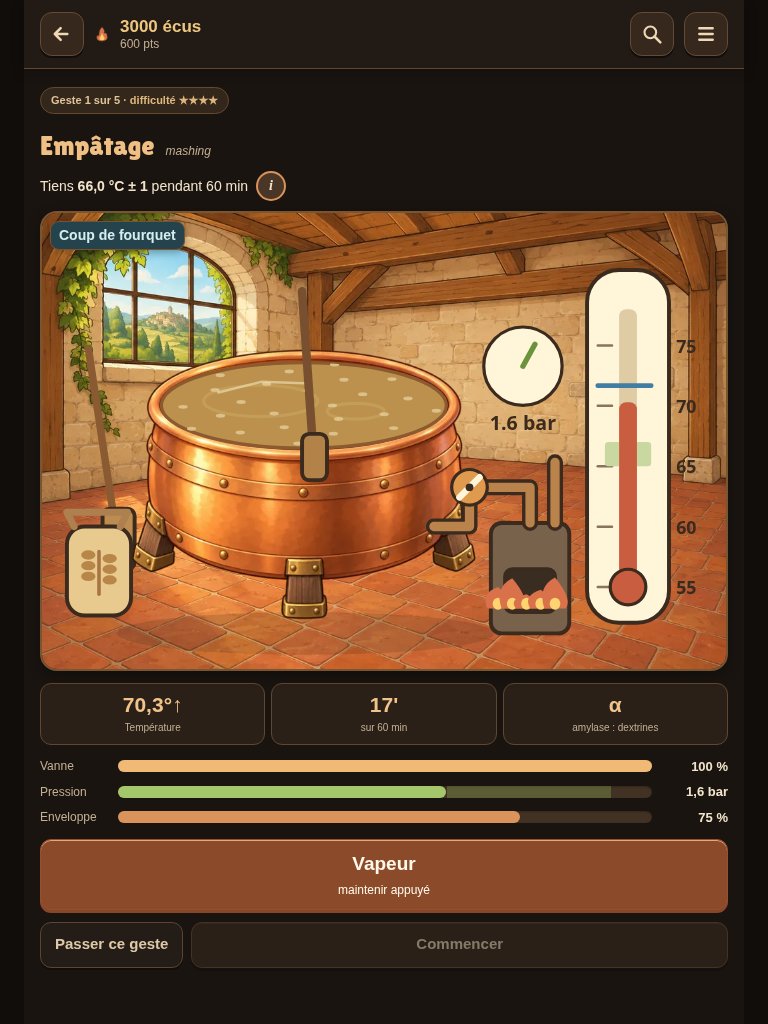 3000 écus
600 pts
Geste 1 sur 5 · difficulté ★★★★
Empâtage mashing
Tiens 66,0 °C ± 1 pendant 60 min i
Coup de fourquet
75
70
1.6 bar
65
60
55
70,3°↑
Température
17'
sur 60 min
α
amylase : dextrines
Vanne 100 %
Pression 1,6 bar
Enveloppe 75 %
Vapeur
maintenir appuyé
Passer ce geste
Commencer